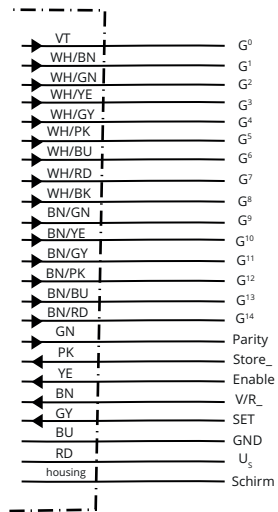 VT G⁰
WH/BN G¹
WH/GN G²
WH/YE G³
WH/GY G⁴
WH/PK G⁵
WH/BU G⁶
WH/RD G⁷
WH/BK G⁸
BN/GN G⁹
BN/YE G¹⁰
BN/GY G¹¹
BN/PK G¹²
BN/BU G¹³
BN/RD G¹⁴
GN Parity
PK Store_
YE Enable
BN V/R_
GY SET
BU GND
RD Uₛ
housing Schirm